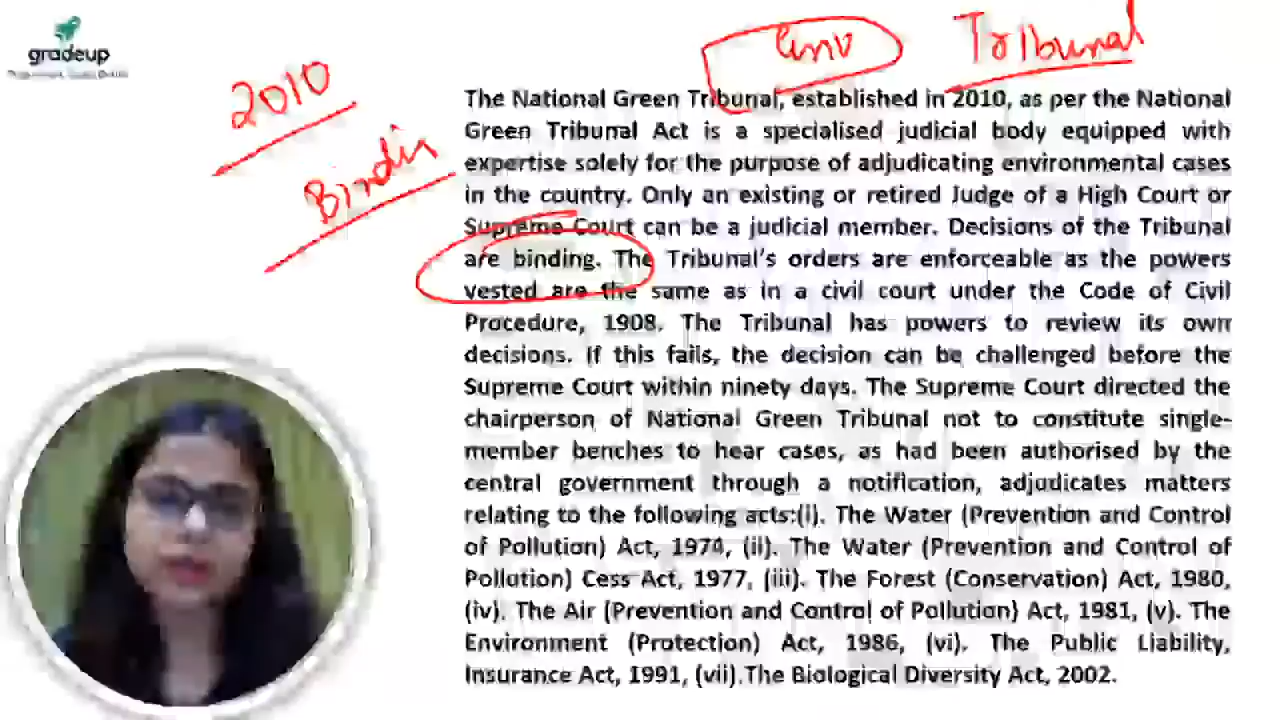 gradeup
Env Tribunal
2010
Bindin
The National Green Tribunal, established in 2010, as per the National
Green Tribunal Act is a specialised judicial body equipped with
expertise solely for the purpose of adjudicating environmental cases
in the country. Only an existing or retired Judge of a High Court or
Supreme Court can be a judicial member. Decisions of the Tribunal
are binding. The Tribunal's orders are enforceable as the powers
vested are the same as in a civil court under the Code of Civil
Procedure, 1908. The Tribunal has powers to review its own
decisions. If this fails, the decision can be challenged before the
Supreme Court within ninety days. The Supreme Court directed the
chairperson of National Green Tribunal not to constitute single-
member benches to hear cases, as had been authorised by the
central government through a notification, adjudicates matters
relating to the following acts:(i). The Water (Prevention and Control
of Pollution) Act, 1974, (ii). The Water (Prevention and Control of
Pollution) Cess Act, 1977, (iii). The Forest (Conservation) Act, 1980,
(iv). The Air (Prevention and Control of Pollution) Act, 1981, (v). The
Environment (Protection) Act, 1986, (vi). The Public Liability,
Insurance Act, 1991, (vii).The Biological Diversity Act, 2002.